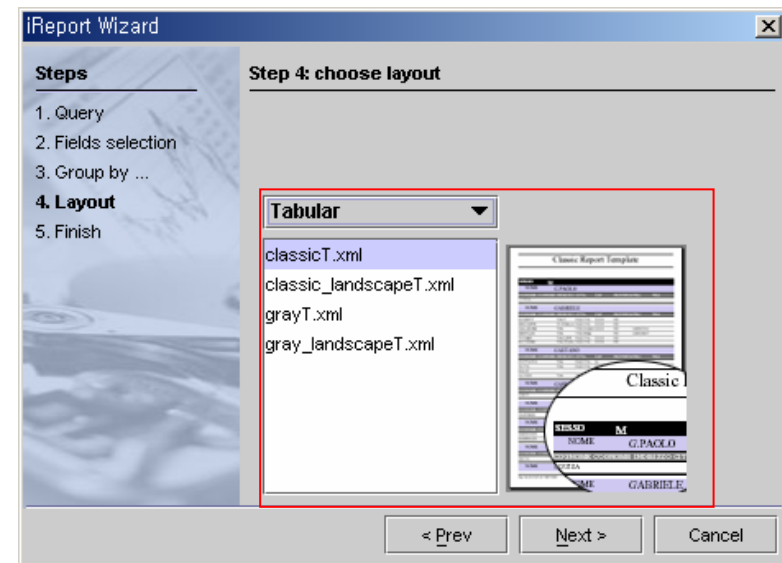 iReport Wizard
Steps
1. Query
2. Fields selection
3. Group by ...
4. Layout
5. Finish
Step 4: choose layout
Tabular
classicT.xml
classic_landscapeT.xml
grayT.xml
gray_landscapeT.xml
Classic Report Template
Classic
SESSO M
NOME G.PAOLO
NOME GABRIELE
< Prev
Next >
Cancel